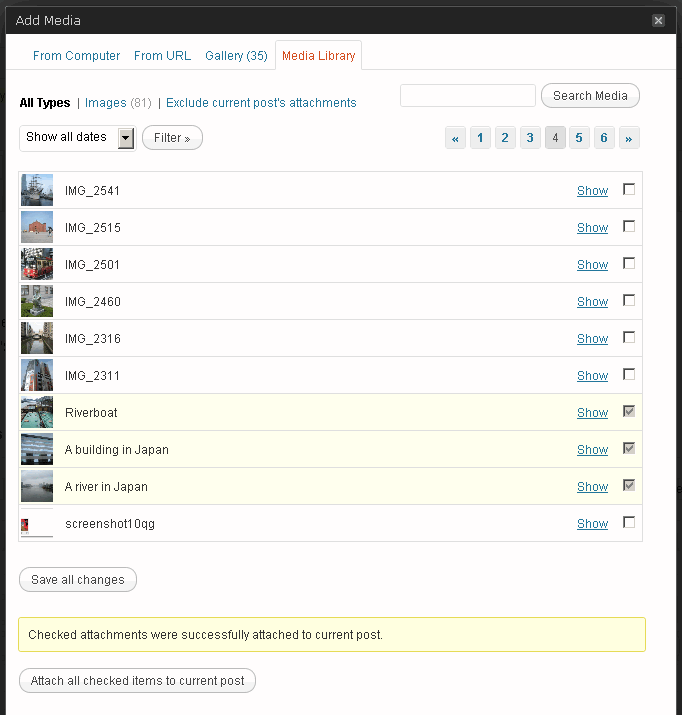 Add Media
From Computer From URL Gallery (35) Media Library
All Types | Images (81) | Exclude current post's attachments Search Media
Show all dates Filter » « 1 2 3 4 5 6 »
IMG_2541 Show
IMG_2515 Show
IMG_2501 Show
IMG_2460 Show
IMG_2316 Show
IMG_2311 Show
Riverboat Show
A building in Japan Show
A river in Japan Show
screenshot10qg Show
Save all changes
Checked attachments were successfully attached to current post.
Attach all checked items to current post